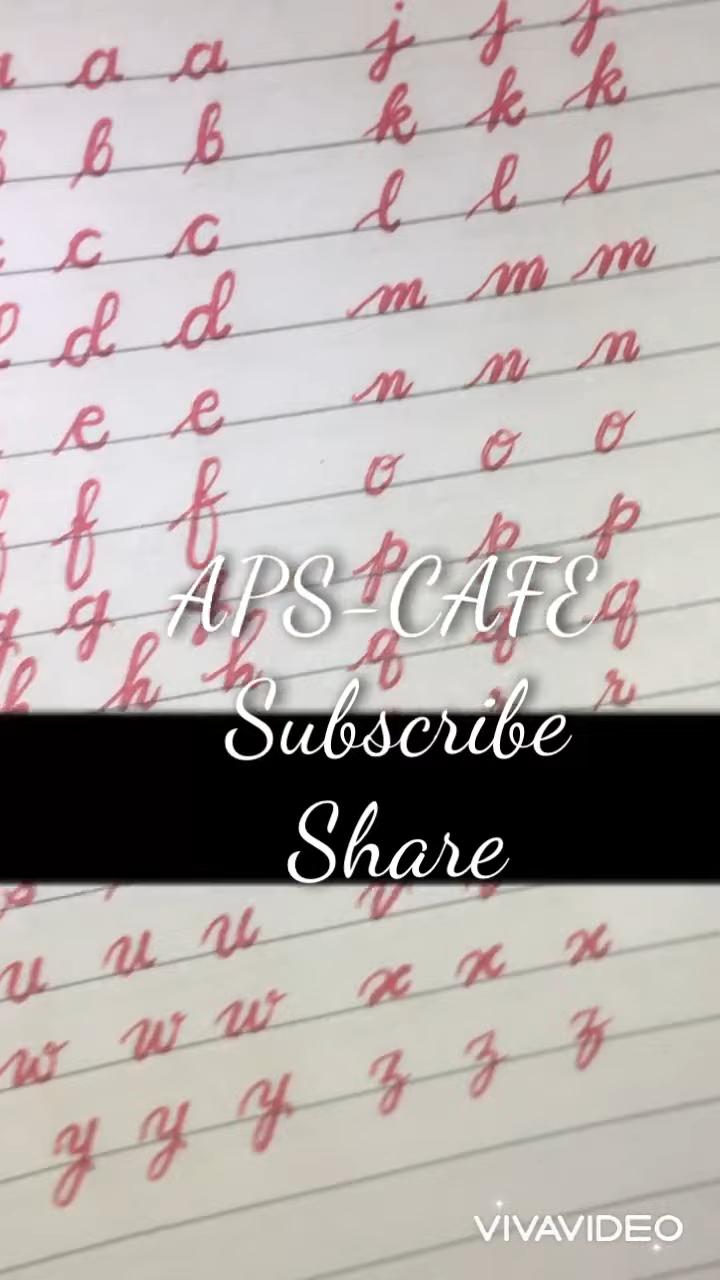 a a j j j
b b k k k
c c l l l
d d d m m m
e e n n n
f f f o o o
g g p p p
h h h q q q
r
APS-CAFE
Subscribe
Share
u u u
w w w x x x
y y y z z z
VIVAVIDEO